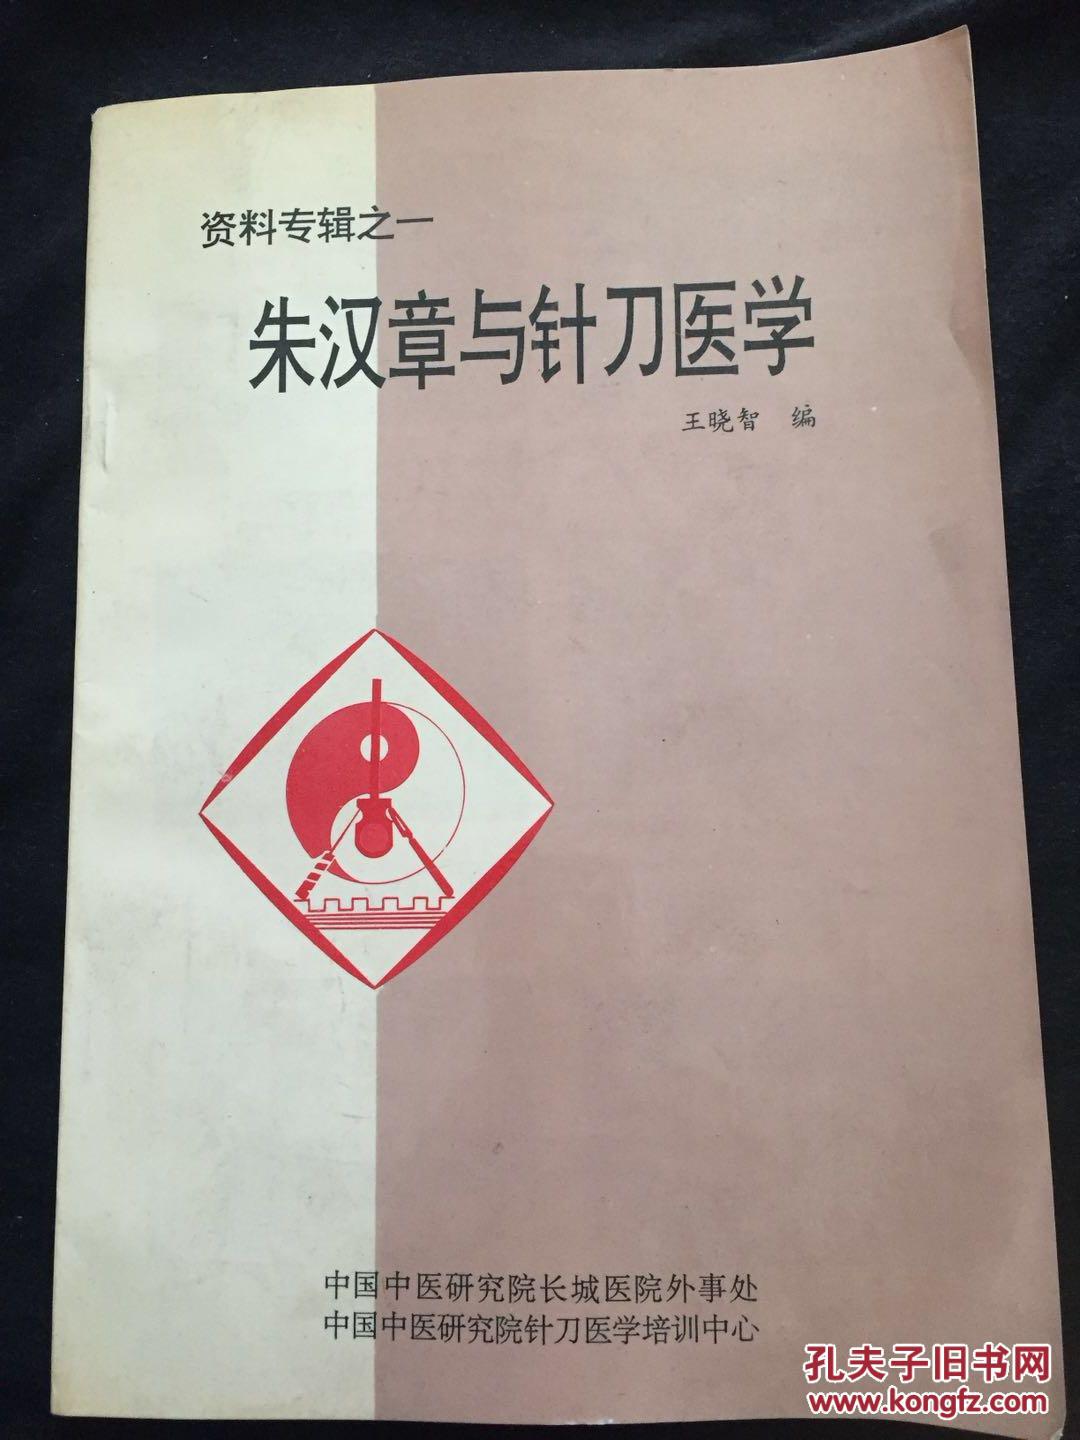 资料专辑之一
朱汉章与针刀医学
王晓智 编
中国中医研究院长城医院外事处
中国中医研究院针刀医学培训中心
孔夫子旧书网
www.kongfz.com